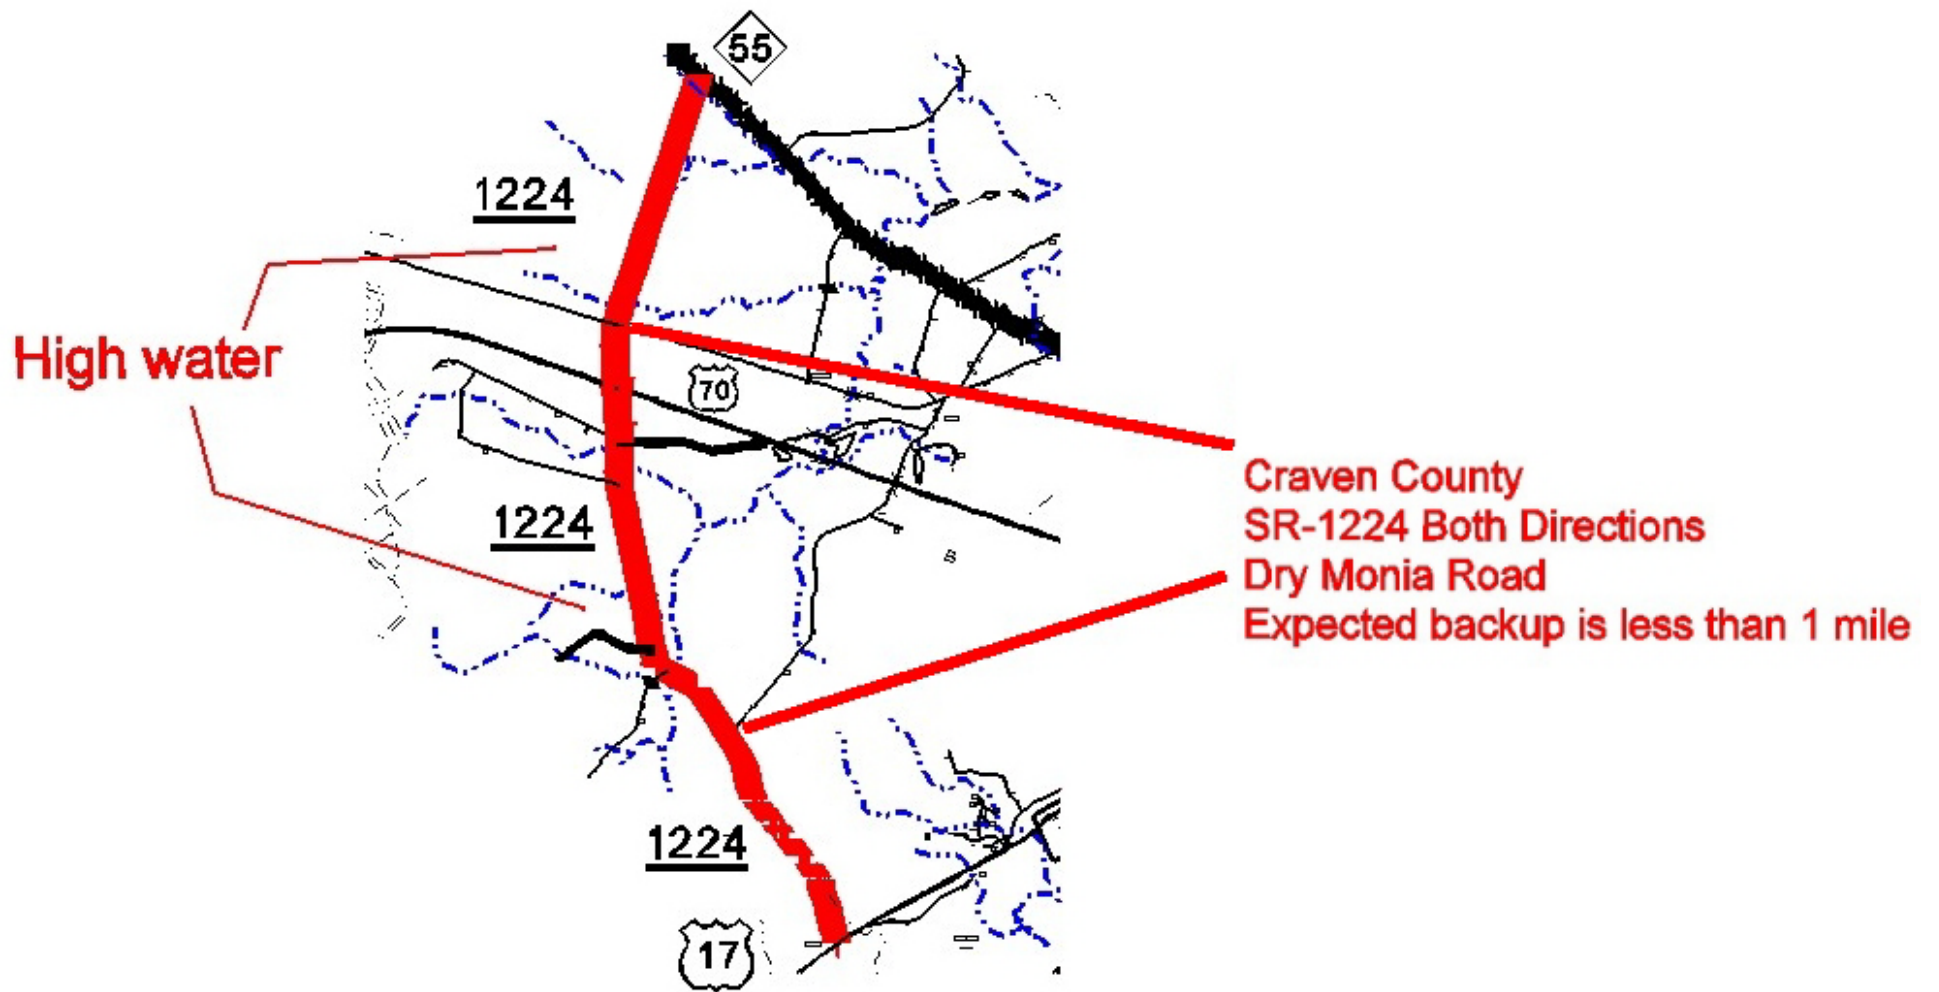 55
1224
High water
70
Craven County
SR-1224 Both Directions
Dry Monia Road
Expected backup is less than 1 mile
1224
1224
17